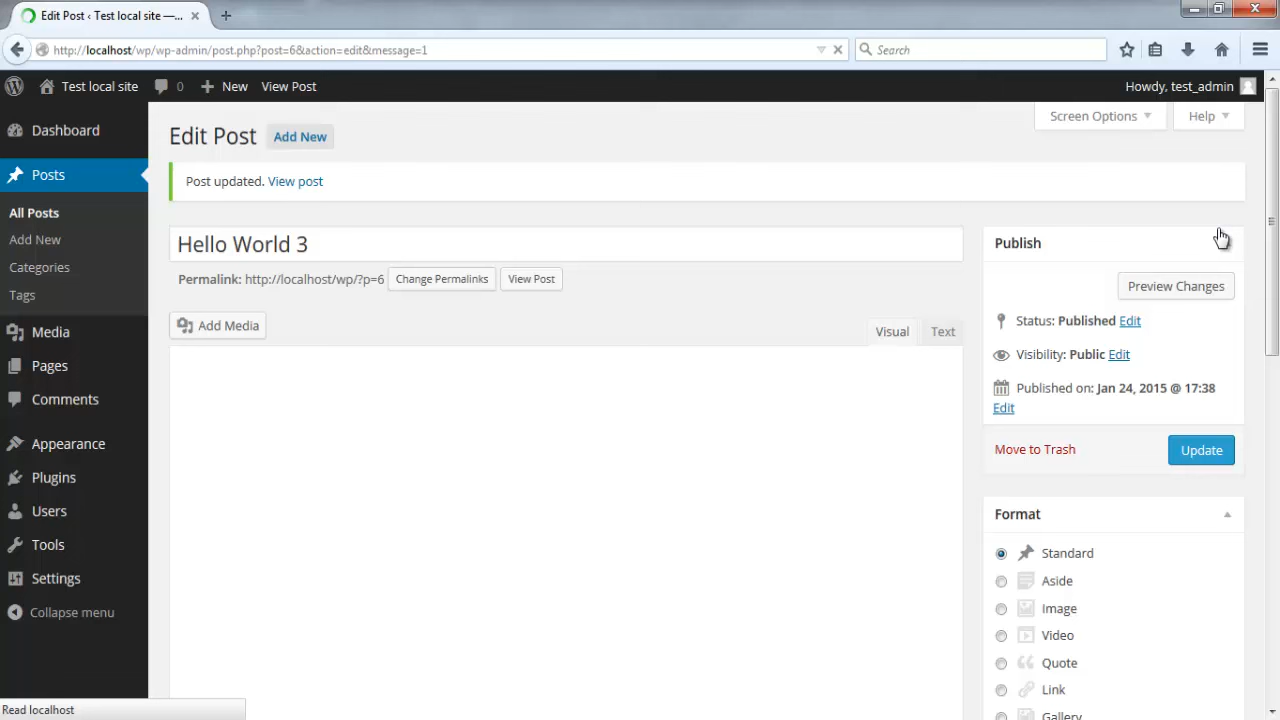 Edit Post ‹ Test local site —...
http://localhost/wp/wp-admin/post.php?post=6&action=edit&message=1
Search
Test local site
0
New
View Post
Howdy, test_admin
Dashboard
Posts
All Posts
Add New
Categories
Tags
Media
Pages
Comments
Appearance
Plugins
Users
Tools
Settings
Collapse menu
Screen Options
Help
Edit Post
Add New
Post updated. View post
Hello World 3
Permalink: http://localhost/wp/?p=6
Change Permalinks
View Post
Add Media
Visual
Text
Publish
Preview Changes
Status: Published Edit
Visibility: Public Edit
Published on: Jan 24, 2015 @ 17:38
Edit
Move to Trash
Update
Format
Standard
Aside
Image
Video
Quote
Link
Gallery
Read localhost